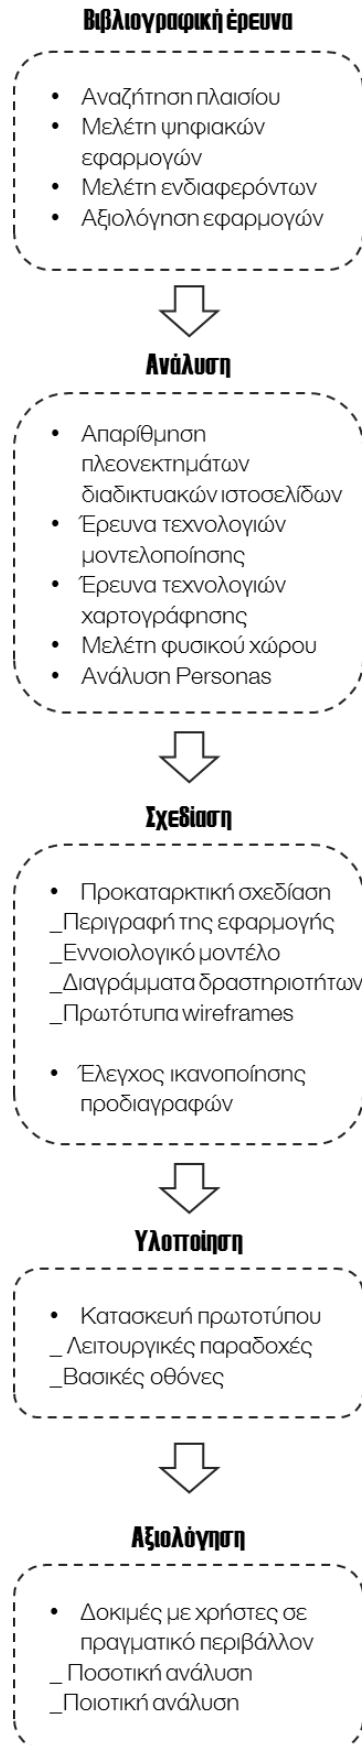 Βιβλιογραφική έρευνα
• Αναζήτηση πλαισίου
• Μελέτη ψηφιακών
εφαρμογών
• Μελέτη ενδιαφερόντων
• Αξιολόγηση εφαρμογών
Ανάλυση
• Απαρίθμηση
πλεονεκτημάτων
διαδικτυακών ιστοσελίδων
• Έρευνα τεχνολογιών
μοντελοποίησης
• Έρευνα τεχνολογιών
χαρτογράφησης
• Μελέτη φυσικού χώρου
• Ανάλυση Personas
Σχεδίαση
• Προκαταρκτική σχεδίαση
_Περιγραφή της εφαρμογής
_Εννοιολογικό μοντέλο
_Διαγράμματα δραστηριοτήτων
_Πρωτότυπα wireframes
• Έλεγχος ικανοποίησης
προδιαγραφών
Υλοποίηση
• Κατασκευή πρωτοτύπου
_ Λειτουργικές παραδοχές
_Βασικές οθόνες
Αξιολόγηση
• Δοκιμές με χρήστες σε
πραγματικό περιβάλλον
_ Ποσοτική ανάλυση
_Ποιοτική ανάλυση